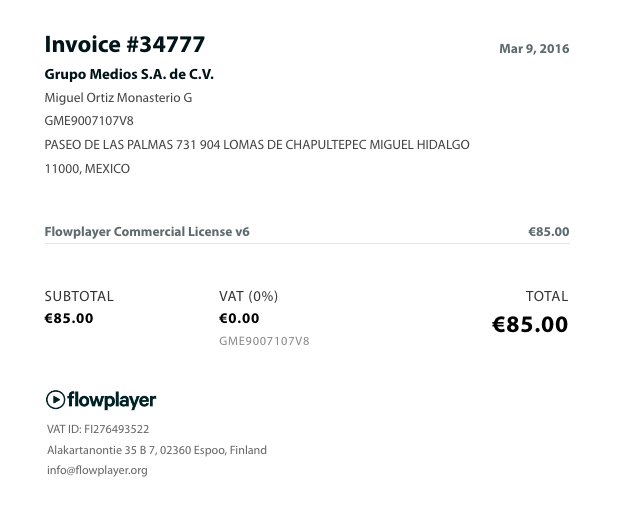 Invoice #34777
Mar 9, 2016
Grupo Medios S.A. de C.V.
Miguel Ortiz Monasterio G
GME9007107V8
PASEO DE LAS PALMAS 731 904 LOMAS DE CHAPULTEPEC MIGUEL HIDALGO
11000, MEXICO
Flowplayer Commercial License v6 €85.00
SUBTOTAL VAT (0%) TOTAL
€85.00 €0.00 €85.00
GME9007107V8
flowplayer
VAT ID: FI276493522
Alakartanontie 35 B 7, 02360 Espoo, Finland
info@flowplayer.org